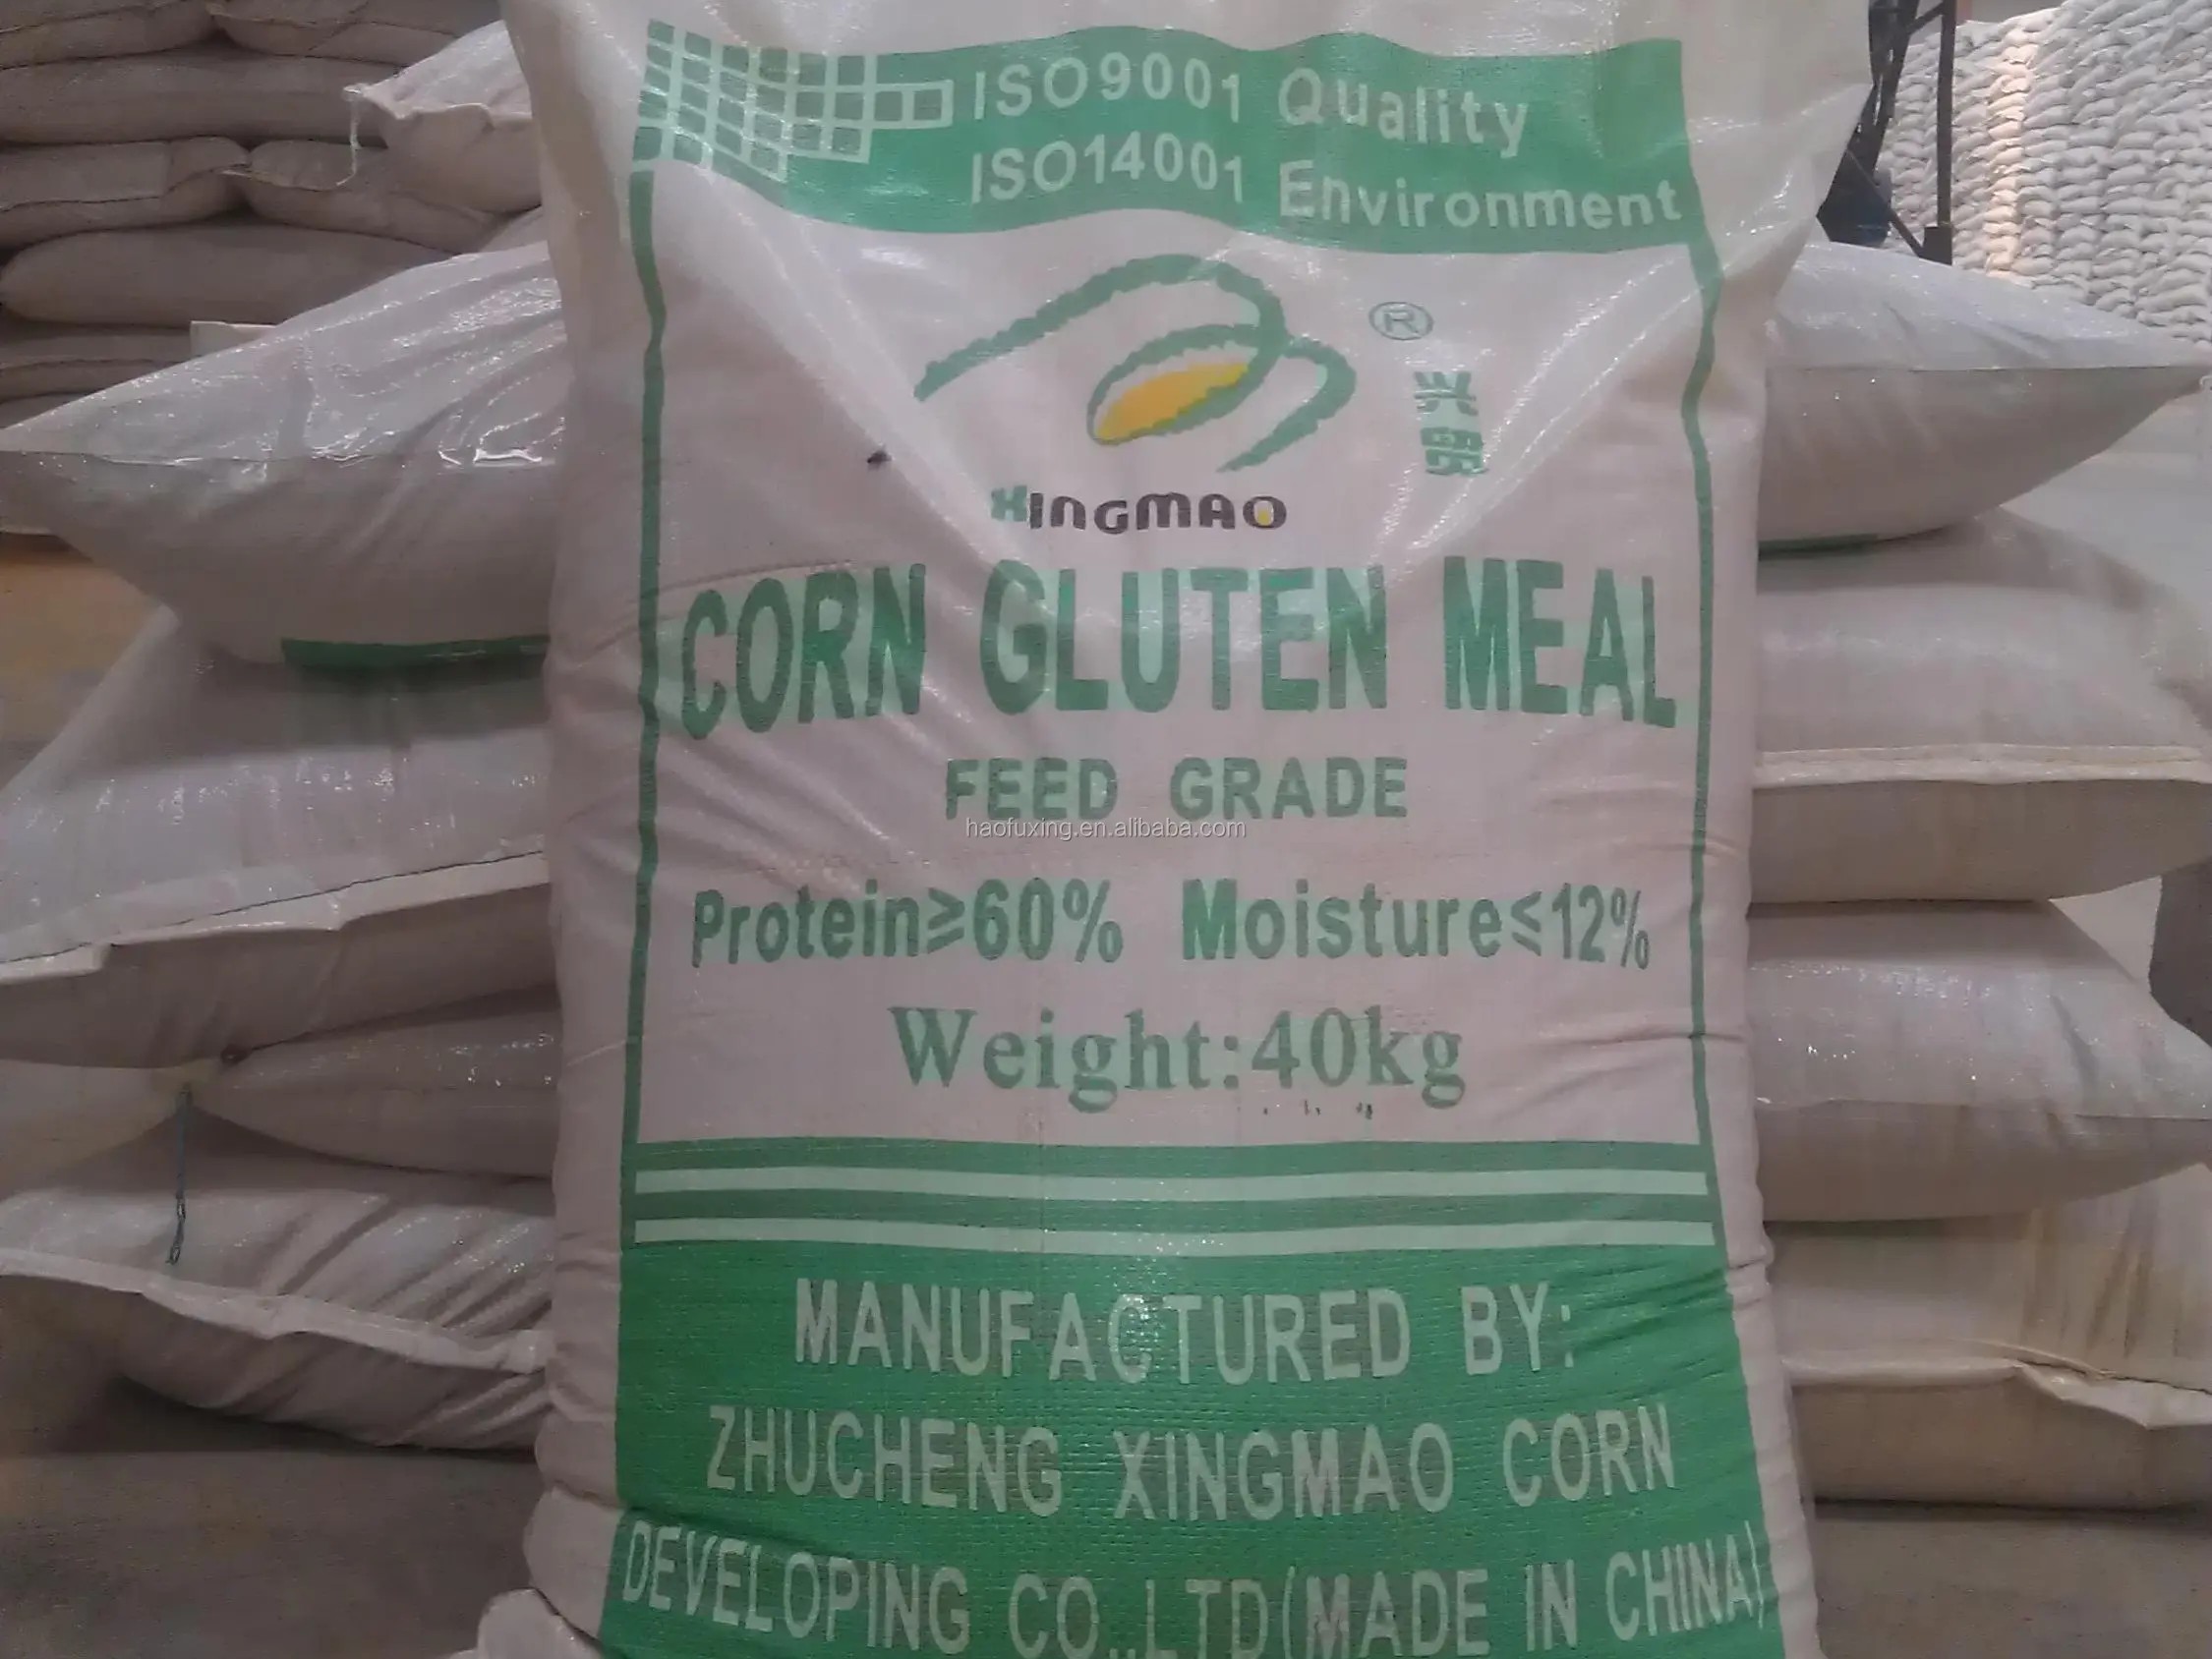 ISO9001 Quality
ISO14001 Environment
®
兴贸
XINGMAO
CORN GLUTEN MEAL
FEED GRADE
haofuxing.en.alibaba.com
Protein≥60% Moisture≤12%
Weight:40kg
MANUFACTURED BY:
ZHUCHENG XINGMAO CORN
DEVELOPING CO.,LTD(MADE IN CHINA)